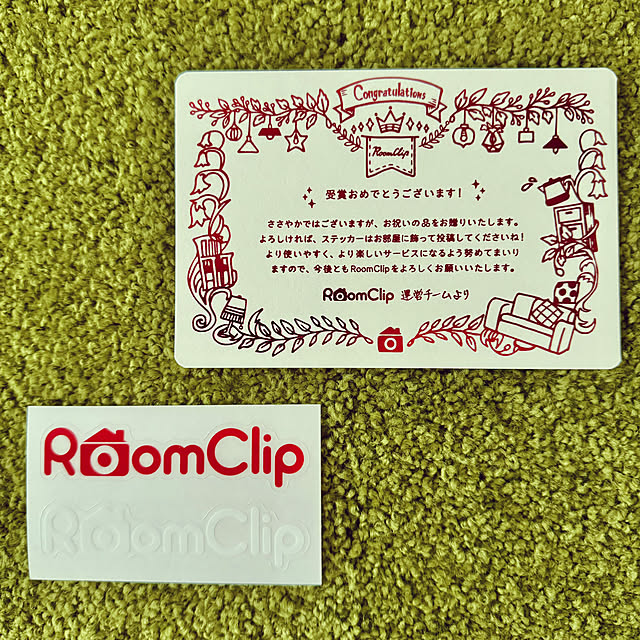 Congratulations
RoomClip
受賞おめでとうございます！
ささやかではございますが、お祝いの品をお贈りいたします。
よろしければ、ステッカーはお部屋に飾って投稿してくださいね！
より使いやすく、より楽しいサービスになるよう努めてまいり
ますので、今後ともRoomClipをよろしくお願いいたします。
RoomClip 運営チームより
RoomClip
RoomClip